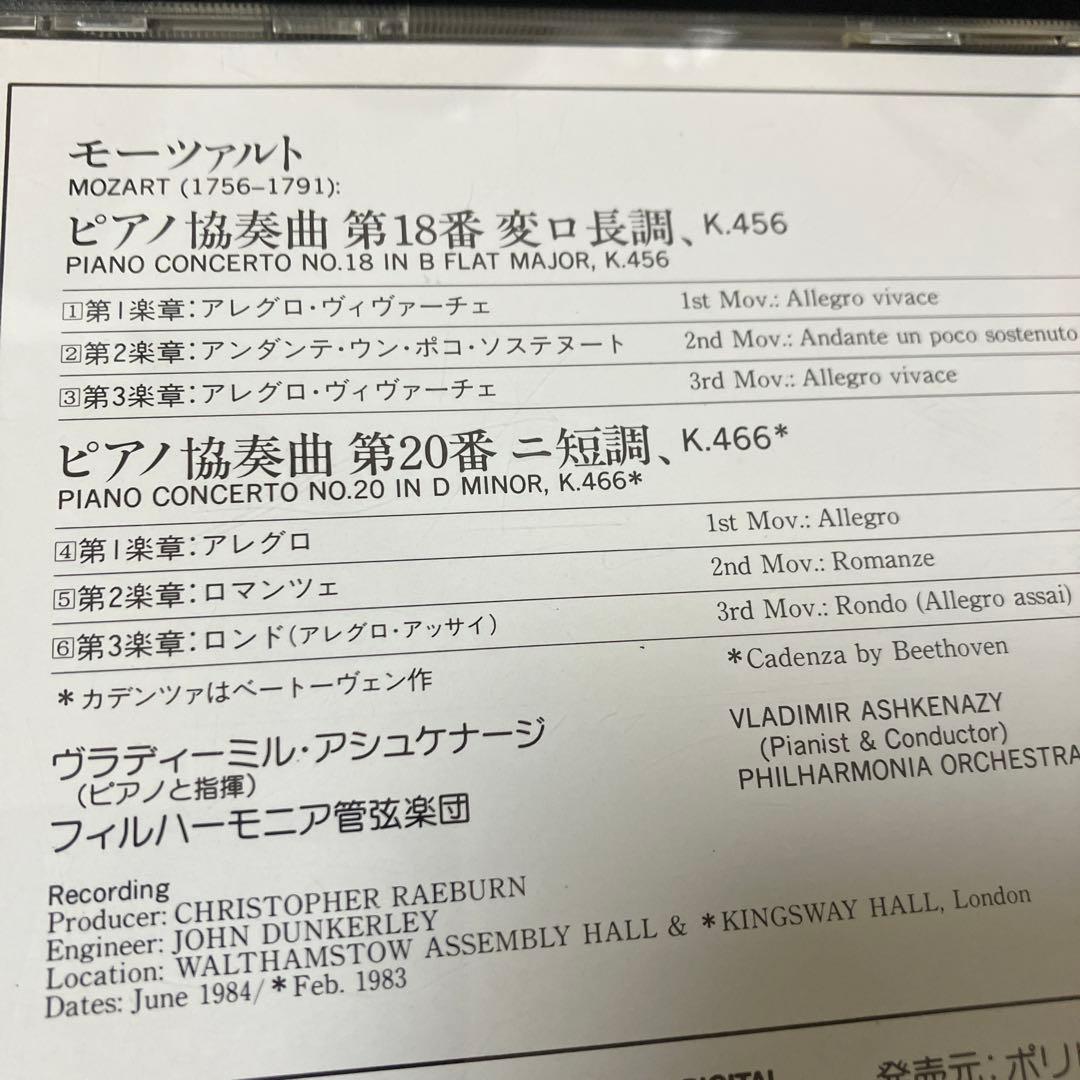 モーツァルト
MOZART (1756–1791):
ピアノ協奏曲 第18番 変ロ長調、K.456
PIANO CONCERTO NO.18 IN B FLAT MAJOR, K.456
1第1楽章:アレグロ・ヴィヴァーチェ 1st Mov.: Allegro vivace
2第2楽章:アンダンテ・ウン・ポコ・ソステヌート 2nd Mov.: Andante un poco sostenuto
3第3楽章:アレグロ・ヴィヴァーチェ 3rd Mov.: Allegro vivace
ピアノ協奏曲 第20番 ニ短調、K.466*
PIANO CONCERTO NO.20 IN D MINOR, K.466*
4第1楽章:アレグロ 1st Mov.: Allegro
5第2楽章:ロマンツェ 2nd Mov.: Romanze
6第3楽章:ロンド(アレグロ・アッサイ) 3rd Mov.: Rondo (Allegro assai)
*カデンツァはベートーヴェン作 *Cadenza by Beethoven
ヴラディーミル・アシュケナージ VLADIMIR ASHKENAZY
(ピアノと指揮) (Pianist & Conductor)
フィルハーモニア管弦楽団 PHILHARMONIA ORCHESTRA
Recording
Producer: CHRISTOPHER RAEBURN
Engineer: JOHN DUNKERLEY
Location: WALTHAMSTOW ASSEMBLY HALL & *KINGSWAY HALL, London
Dates: June 1984/*Feb. 1983
DIGITAL
発売元:ポリ